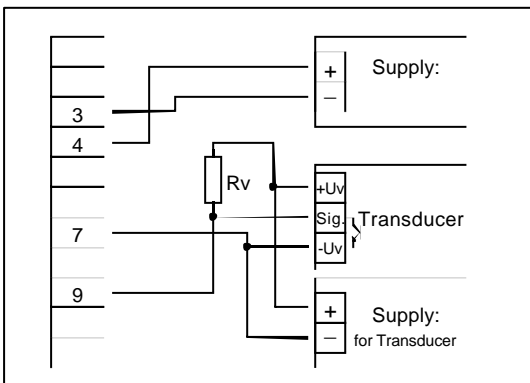 3
4
7
9
Rv
+
−
Supply:
+Uv
Sig.
-Uv
Transducer
+
−
Supply:
for Transducer